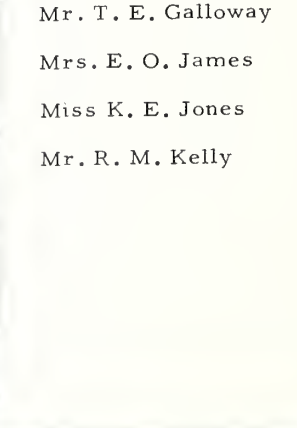 Mr. T. E. Galloway
Mrs. E. O. James
Miss K. E. Jones
Mr. R. M. Kelly